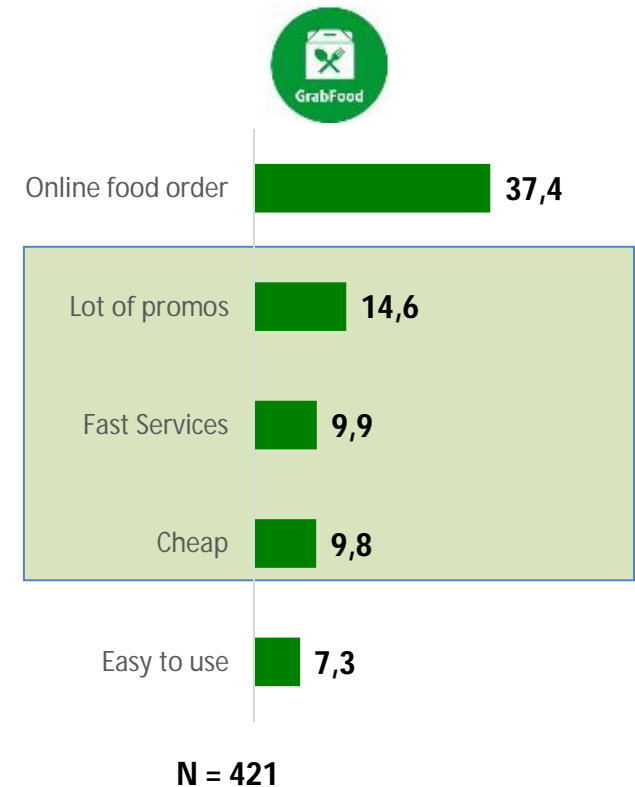 GrabFood
Online food order 37,4
Lot of promos 14,6
Fast Services 9,9
Cheap 9,8
Easy to use 7,3
N = 421